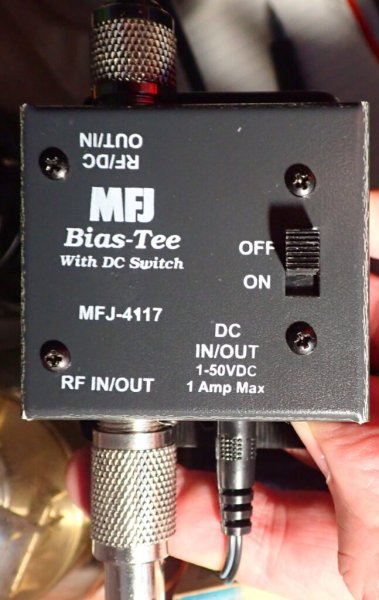 RF/DC
OUT/IN
MFJ
Bias-Tee
With DC Switch
OFF
ON
MFJ-4117
DC
IN/OUT
1-50VDC
1 Amp Max
RF IN/OUT